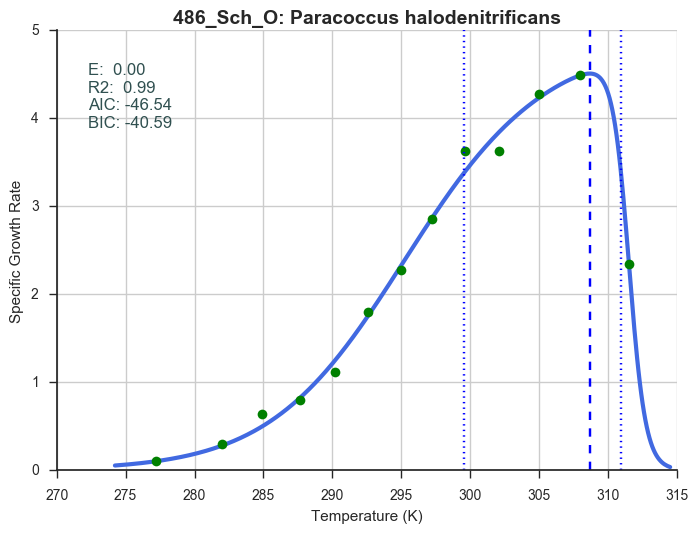 486_Sch_O: Paracoccus halodenitrificans
E:  0.00
R2:  0.99
AIC: -46.54
BIC: -40.59
Specific Growth Rate
5
4
3
2
1
0
270 275 280 285 290 295 300 305 310 315
Temperature (K)